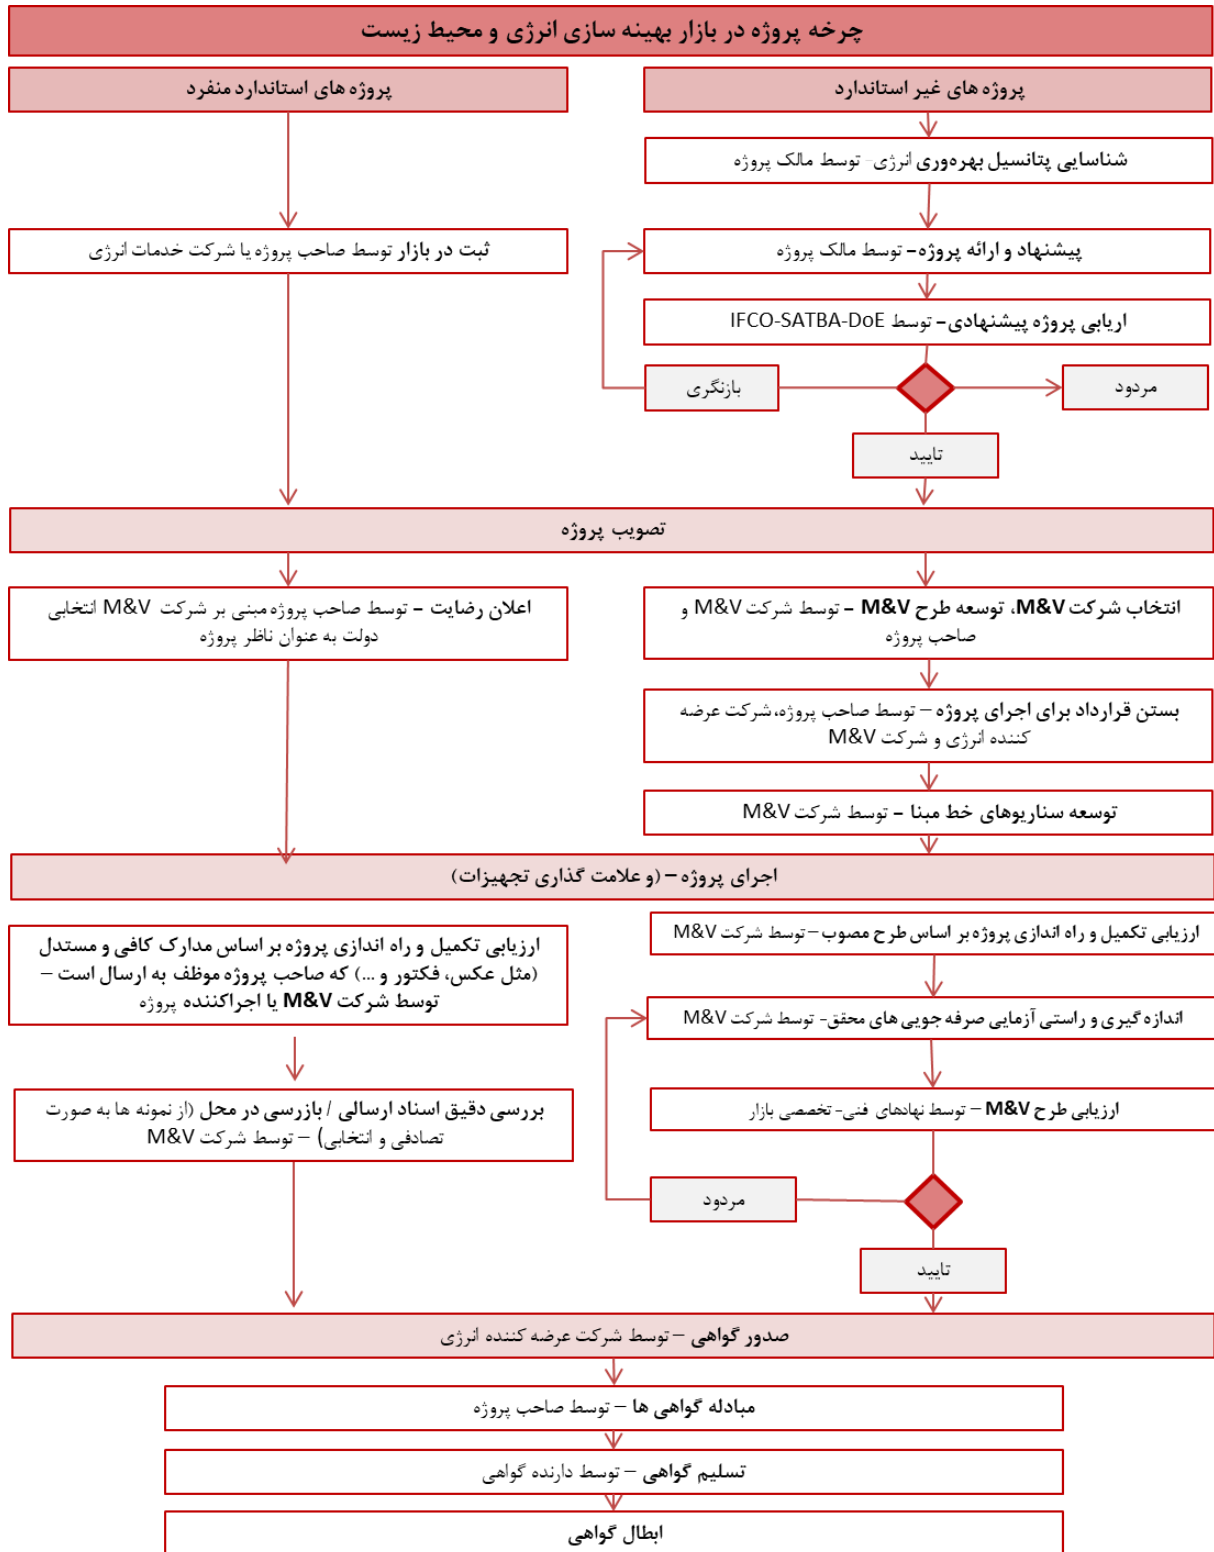 چرخه پروژه در بازار بهینه سازی انرژی و محیط زیست
پروژه های غیر استاندارد
پروژه های استاندارد منفرد
شناسایی پتانسیل بهره‌وری انرژی- توسط مالک پروژه
پیشنهاد و ارائه پروژه- توسط مالک پروژه
ثبت در بازار توسط صاحب پروژه یا شرکت خدمات انرژی
اریابی پروژه پیشنهادی- توسط IFCO-SATBA-DoE
مردود
بازنگری
تایید
تصویب پروژه
انتخاب شرکت M&V، توسعه طرح M&V - توسط شرکت M&V و
صاحب پروژه
اعلان رضایت - توسط صاحب پروژه مبنی بر شرکت M&V انتخابی
دولت به عنوان ناظر پروژه
بستن قرارداد برای اجرای پروژه – توسط صاحب پروژه، شرکت عرضه
کننده انرژی و شرکت M&V
توسعه سناریوهای خط مبنا - توسط شرکت M&V
اجرای پروژه – (و علامت گذاری تجهیزات)
ارزیابی تکمیل و راه اندازی پروژه بر اساس طرح مصوب – توسط شرکت M&V
ارزیابی تکمیل و راه اندازی پروژه بر اساس مدارک کافی و مستدل
(مثل عکس، فکتور و ...) که صاحب پروژه موظف به ارسال است –
توسط شرکت M&V یا اجراکننده پروژه
اندازه گیری و راستی آزمایی صرفه جویی های محقق- توسط شرکت M&V
ارزیابی طرح M&V – توسط نهادهای فنی- تخصصی بازار
بررسی دقیق اسناد ارسالی / بازرسی در محل (از نمونه ها به صورت
تصادفی و انتخابی) – توسط شرکت M&V
مردود
تایید
صدور گواهی – توسط شرکت عرضه کننده انرژی
مبادله گواهی ها – توسط صاحب پروژه
تسلیم گواهی – توسط دارنده گواهی
ابطال گواهی